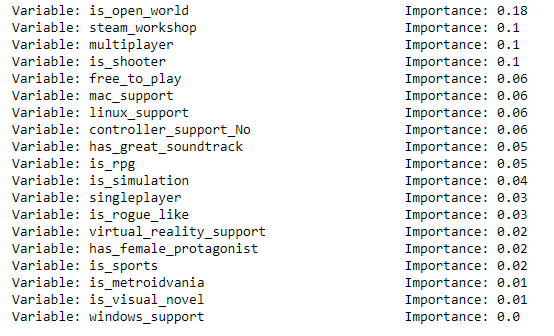 Variable: is_open_world Importance: 0.18
Variable: steam_workshop Importance: 0.1
Variable: multiplayer Importance: 0.1
Variable: is_shooter Importance: 0.1
Variable: free_to_play Importance: 0.06
Variable: mac_support Importance: 0.06
Variable: linux_support Importance: 0.06
Variable: controller_support_No Importance: 0.06
Variable: has_great_soundtrack Importance: 0.05
Variable: is_rpg Importance: 0.05
Variable: is_simulation Importance: 0.04
Variable: singleplayer Importance: 0.03
Variable: is_rogue_like Importance: 0.03
Variable: virtual_reality_support Importance: 0.02
Variable: has_female_protagonist Importance: 0.02
Variable: is_sports Importance: 0.02
Variable: is_metroidvania Importance: 0.01
Variable: is_visual_novel Importance: 0.01
Variable: windows_support Importance: 0.0